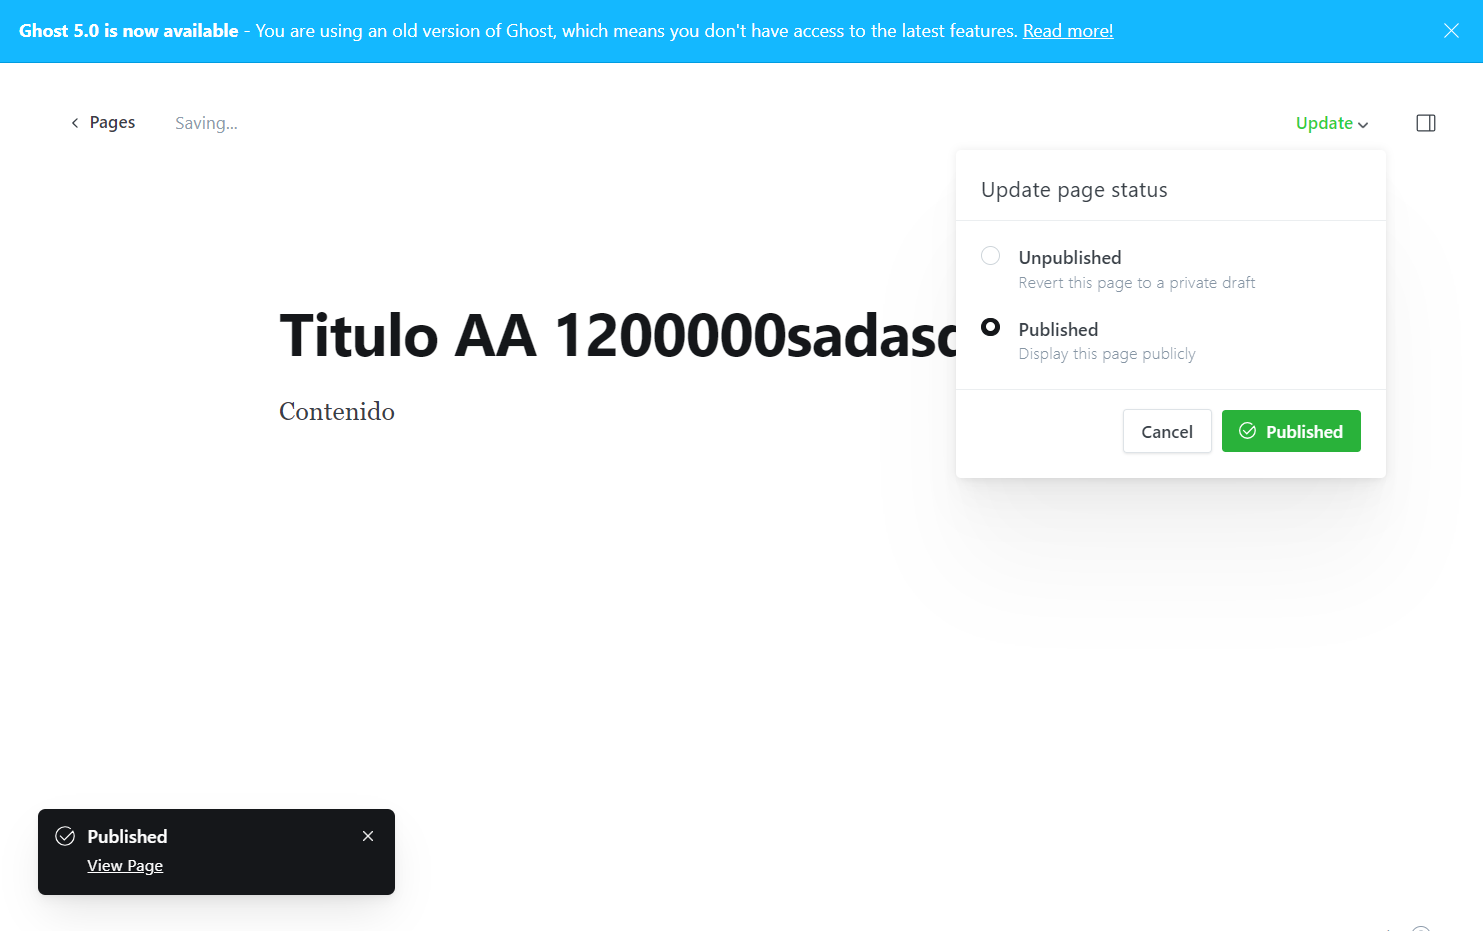 Ghost 5.0 is now available - You are using an old version of Ghost, which means you don't have access to the latest features. Read more!
Pages
Saving...
Update
Update page status
Unpublished
Revert this page to a private draft
Published
Display this page publicly
Cancel
Published
Titulo AA 1200000sadasd
Contenido
Published
View Page